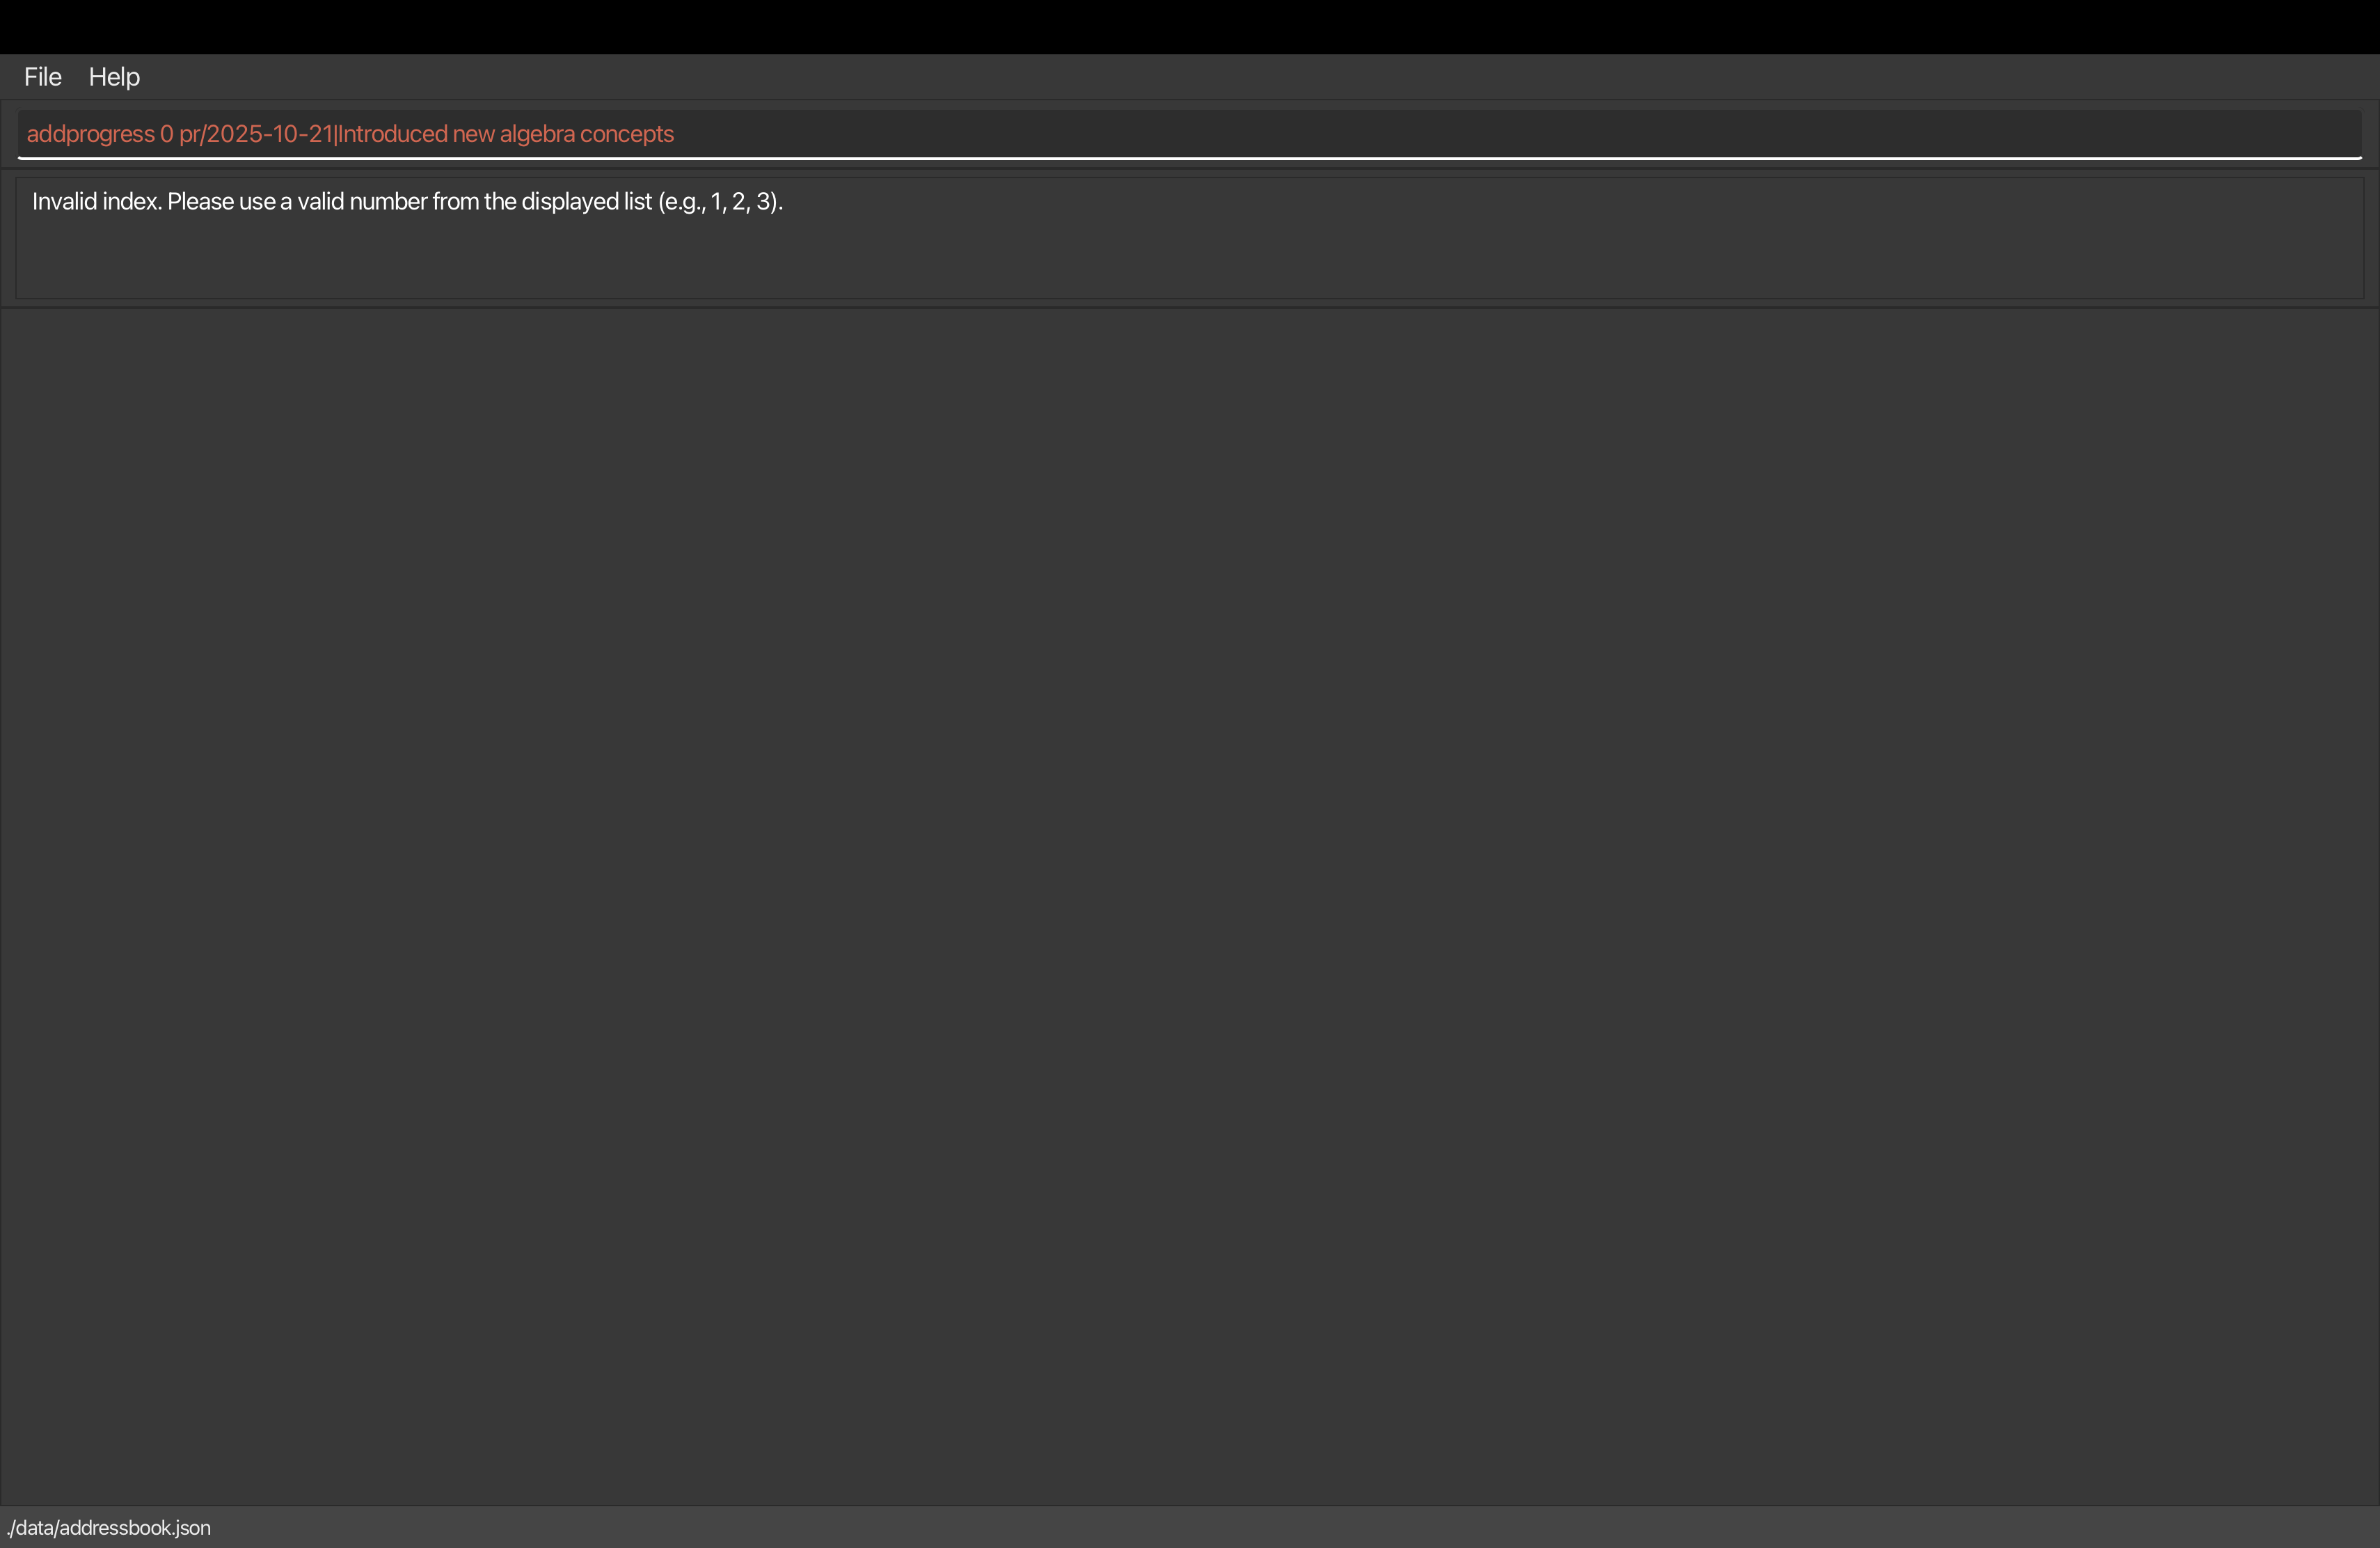 File Help
addprogress 0 pr/2025-10-21|Introduced new algebra concepts
Invalid index. Please use a valid number from the displayed list (e.g., 1, 2, 3).
./data/addressbook.json